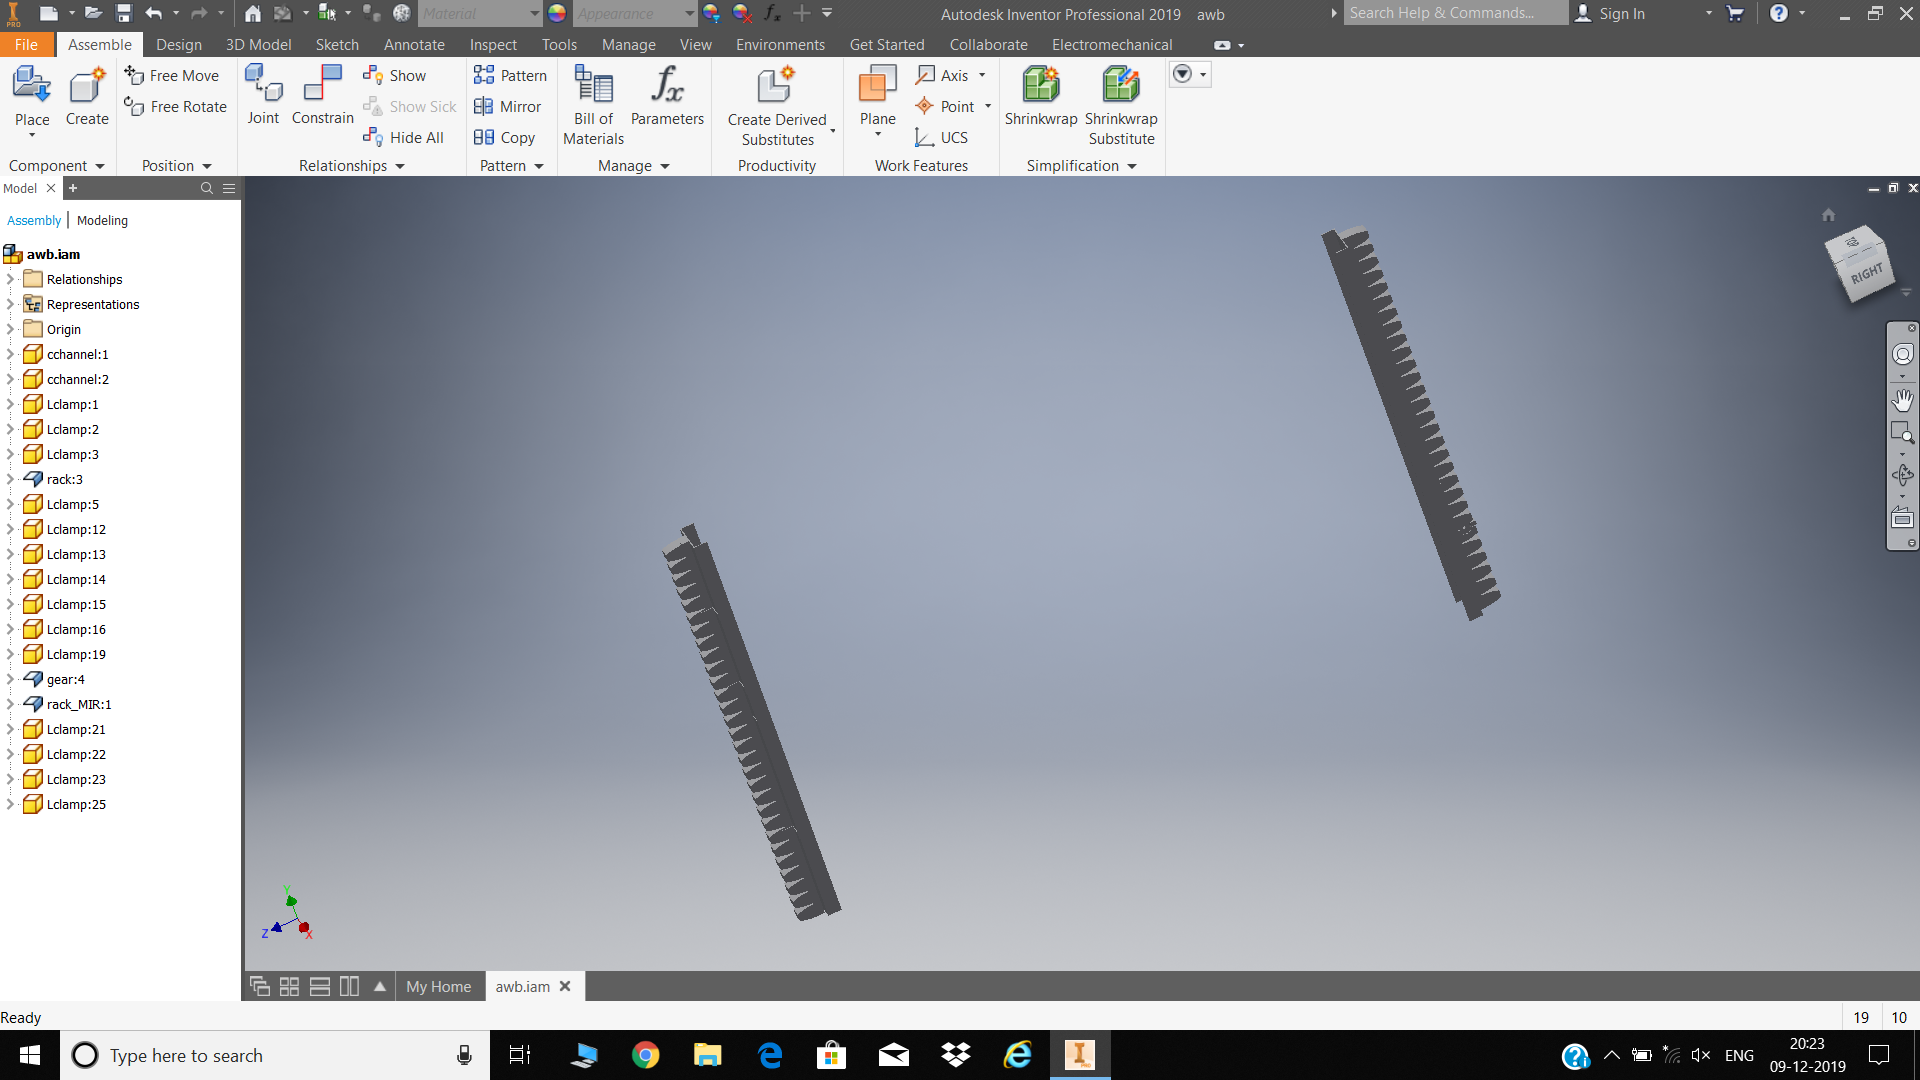 PRO
Material
Appearance
fx
Autodesk Inventor Professional 2019 awb
Search Help & Commands...
Sign In
File Assemble Design 3D Model Sketch Annotate Inspect Tools Manage View Environments Get Started Collaborate Electromechanical
Place
Create
Component
Free Move
Free Rotate
Position
Joint
Constrain
Show
Show Sick
Hide All
Relationships
Pattern
Mirror
Copy
Pattern
Bill of
Materials
fx
Parameters
Manage
Create Derived
Substitutes
Productivity
Plane
Axis
Point
UCS
Work Features
Shrinkwrap
Shrinkwrap
Substitute
Simplification
Model
Assembly | Modeling
awb.iam
Relationships
Representations
Origin
cchannel:1
cchannel:2
Lclamp:1
Lclamp:2
Lclamp:3
rack:3
Lclamp:5
Lclamp:12
Lclamp:13
Lclamp:14
Lclamp:15
Lclamp:16
Lclamp:19
gear:4
rack_MIR:1
Lclamp:21
Lclamp:22
Lclamp:23
Lclamp:25
RIGHT
Y
Z
X
My Home
awb.iam
Ready
19 10
Type here to search
ENG
20:23
09-12-2019